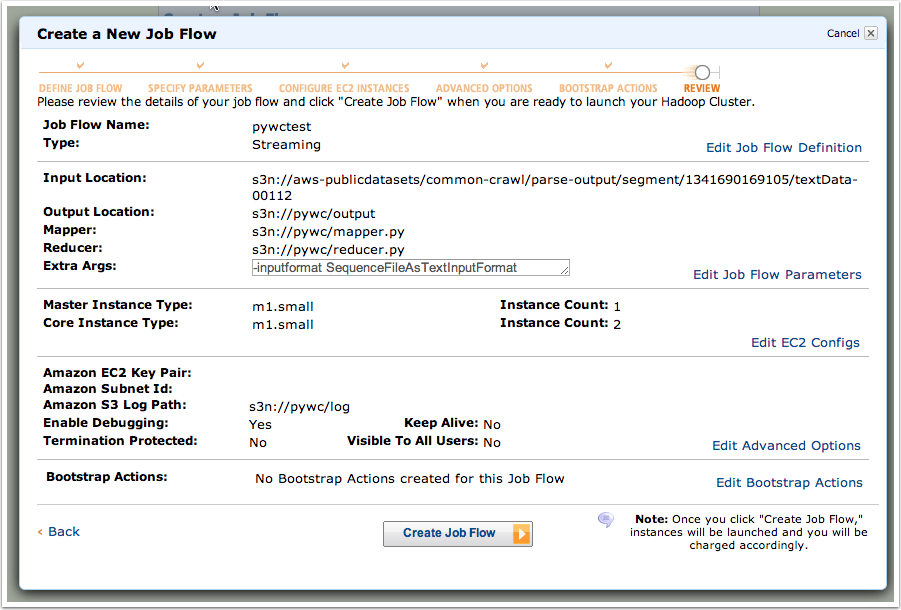 Create a New Job Flow
Cancel
DEFINE JOB FLOW SPECIFY PARAMETERS CONFIGURE EC2 INSTANCES ADVANCED OPTIONS BOOTSTRAP ACTIONS REVIEW
Please review the details of your job flow and click "Create Job Flow" when you are ready to launch your Hadoop Cluster.
Job Flow Name: pywctest
Type: Streaming
Edit Job Flow Definition
Input Location: s3n://aws-publicdatasets/common-crawl/parse-output/segment/1341690169105/textData-
00112
Output Location: s3n://pywc/output
Mapper: s3n://pywc/mapper.py
Reducer: s3n://pywc/reducer.py
Extra Args: -inputformat SequenceFileAsTextInputFormat
Edit Job Flow Parameters
Master Instance Type: m1.small Instance Count: 1
Core Instance Type: m1.small Instance Count: 2
Edit EC2 Configs
Amazon EC2 Key Pair:
Amazon Subnet Id:
Amazon S3 Log Path: s3n://pywc/log
Enable Debugging: Yes Keep Alive: No
Termination Protected: No Visible To All Users: No
Edit Advanced Options
Bootstrap Actions: No Bootstrap Actions created for this Job Flow
Edit Bootstrap Actions
‹ Back
Create Job Flow
Note: Once you click "Create Job Flow,"
instances will be launched and you will be
charged accordingly.